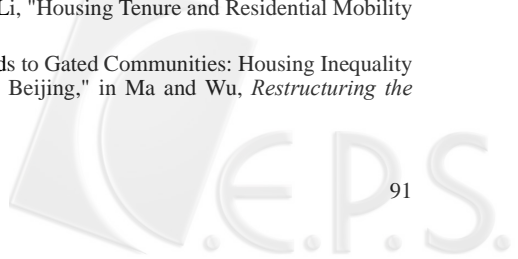 Li, "Housing Tenure and Residential Mobility
ds to Gated Communities: Housing Inequality
Beijing," in Ma and Wu, Restructuring the
91
C.E.P.S.